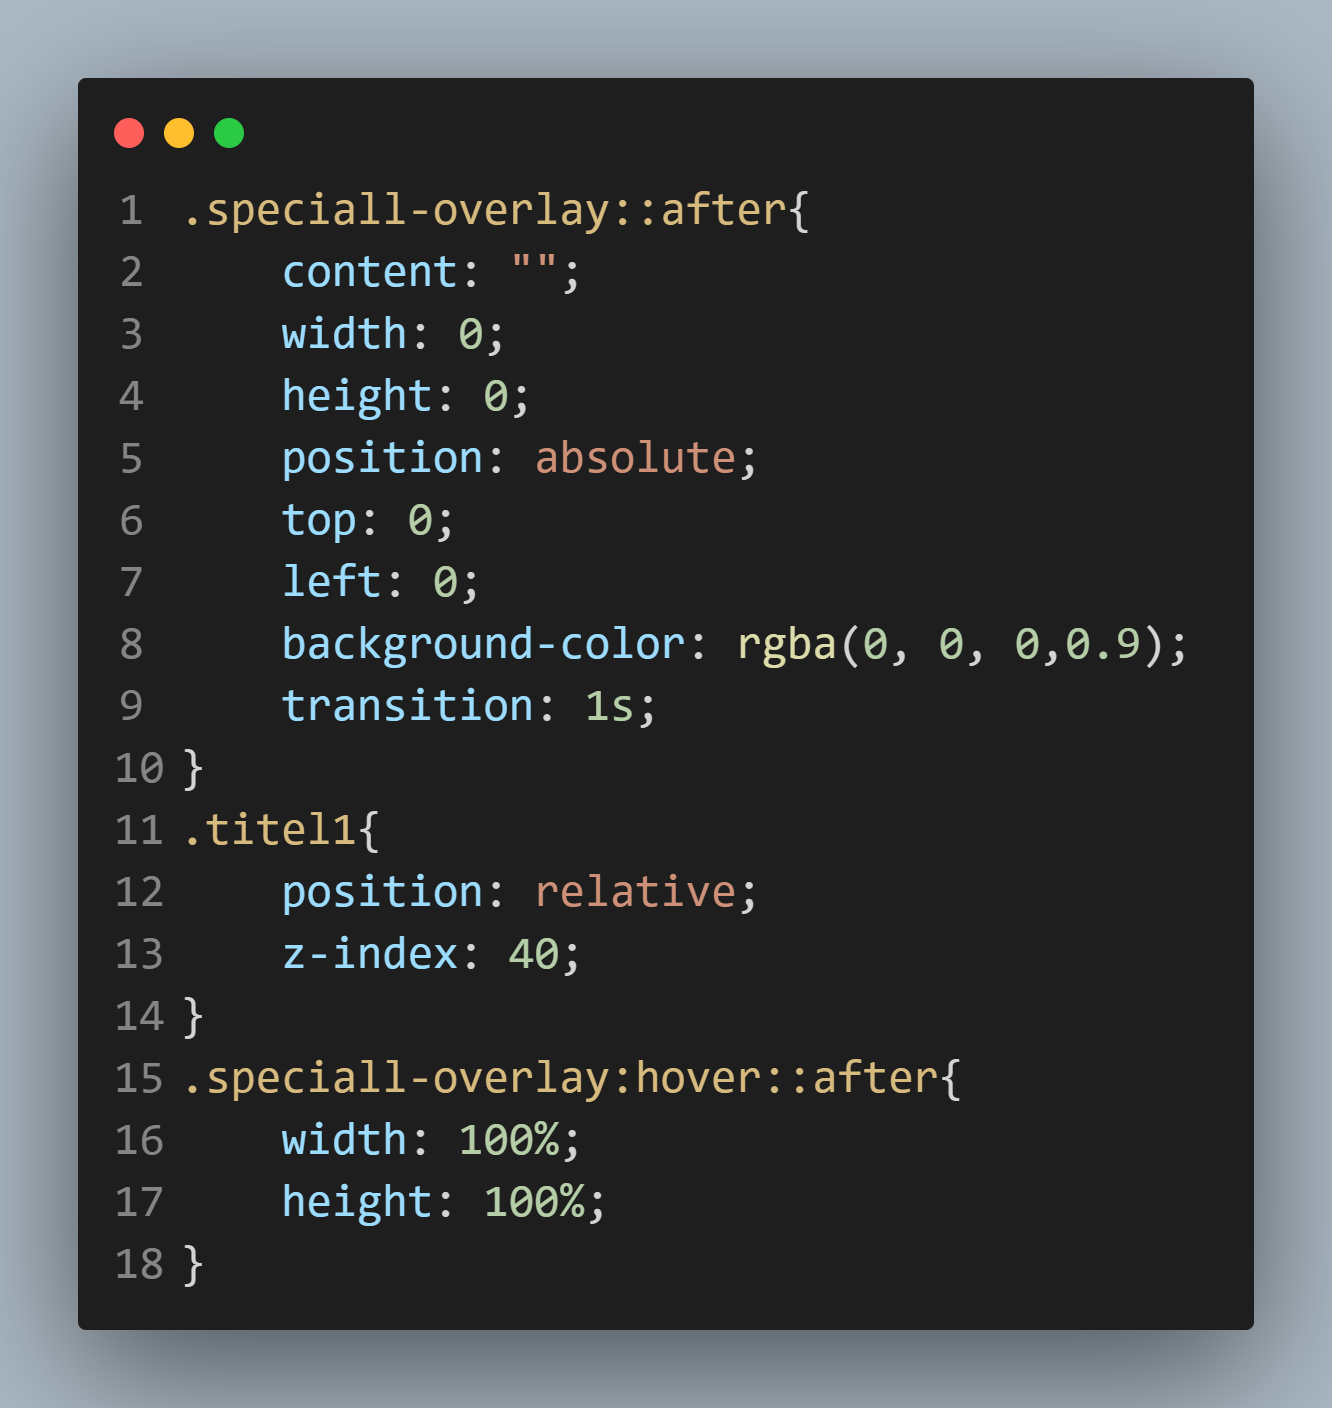 1 .speciall-overlay::after{
2     content: "";
3     width: 0;
4     height: 0;
5     position: absolute;
6     top: 0;
7     left: 0;
8     background-color: rgba(0, 0, 0,0.9);
9     transition: 1s;
10 }
11 .titel1{
12     position: relative;
13     z-index: 40;
14 }
15 .speciall-overlay:hover::after{
16     width: 100%;
17     height: 100%;
18 }